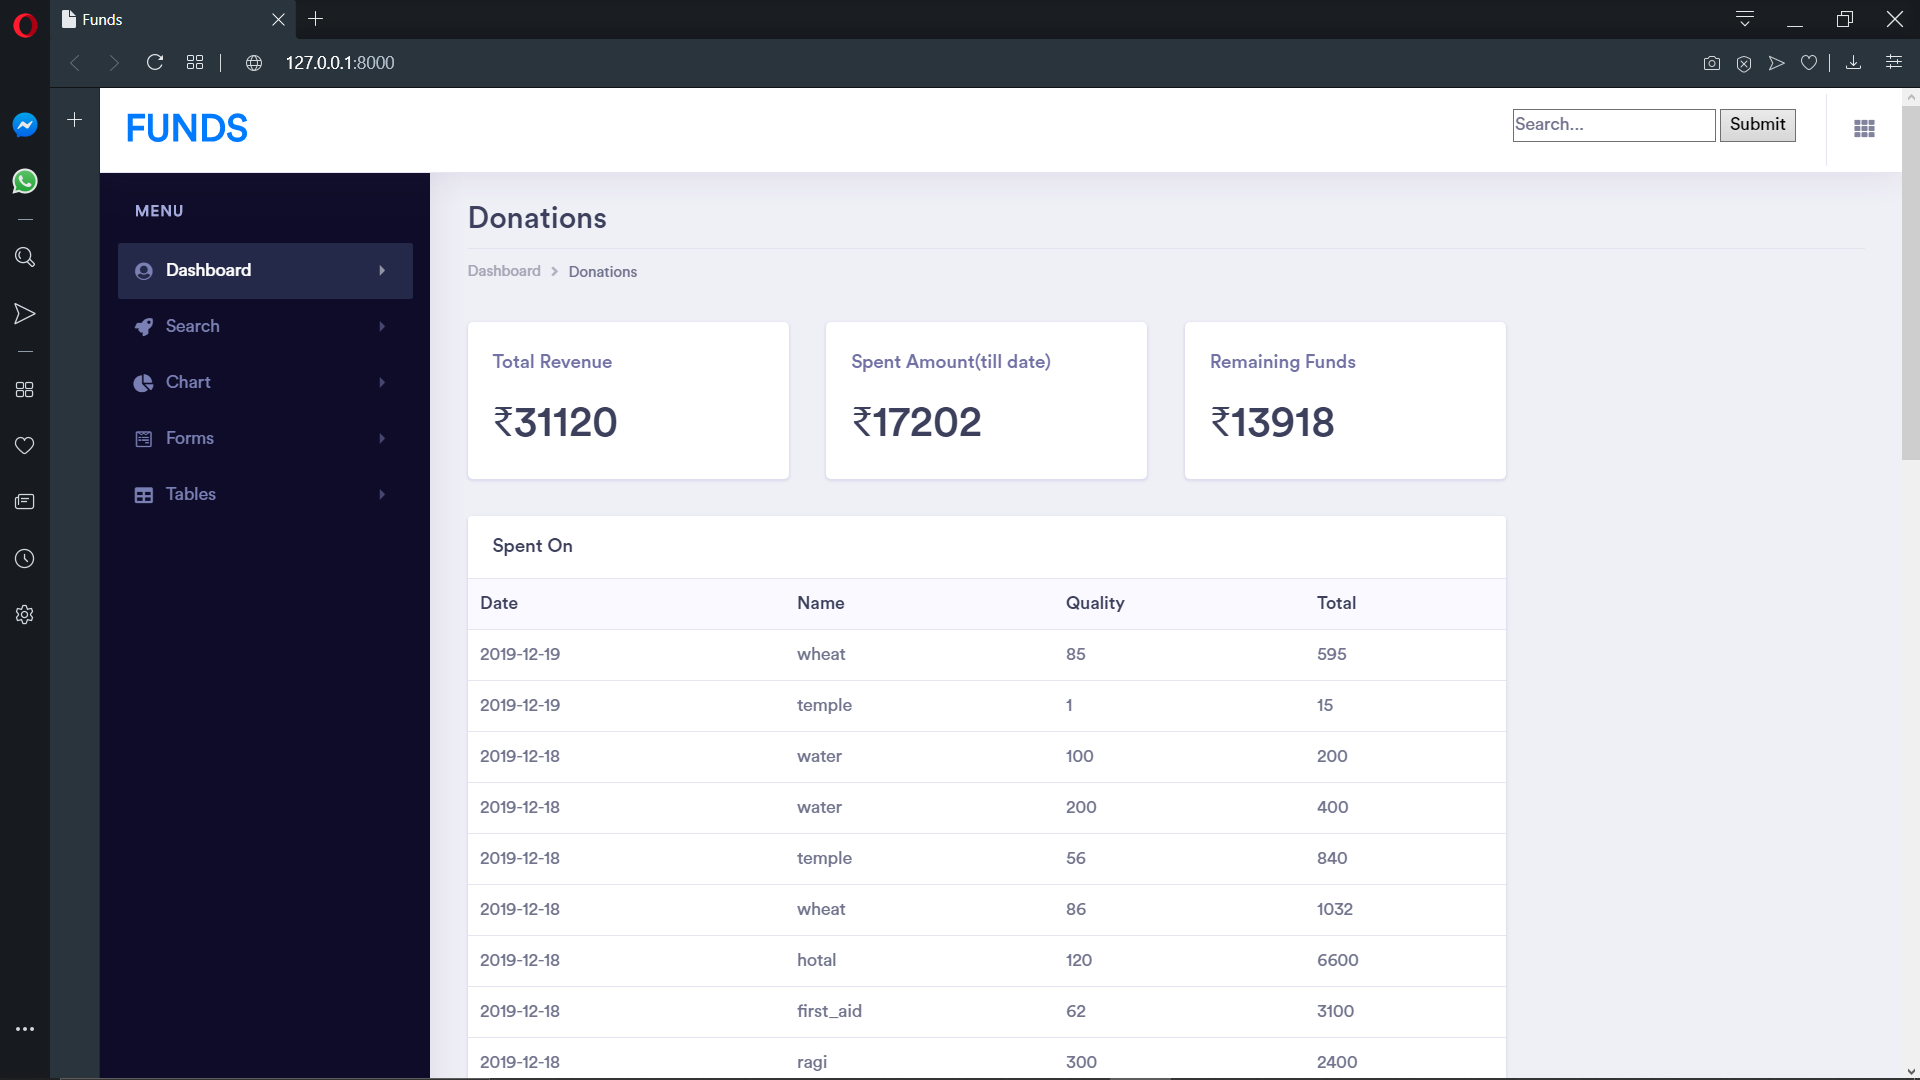 Funds
127.0.0.1:8000
FUNDS
Search...
Submit
MENU
Dashboard
Search
Chart
Forms
Tables
Donations
Dashboard Donations
Total Revenue
₹31120
Spent Amount(till date)
₹17202
Remaining Funds
₹13918
Spent On
Date Name Quality Total
2019-12-19 wheat 85 595
2019-12-19 temple 1 15
2019-12-18 water 100 200
2019-12-18 water 200 400
2019-12-18 temple 56 840
2019-12-18 wheat 86 1032
2019-12-18 hotal 120 6600
2019-12-18 first_aid 62 3100
2019-12-18 ragi 300 2400